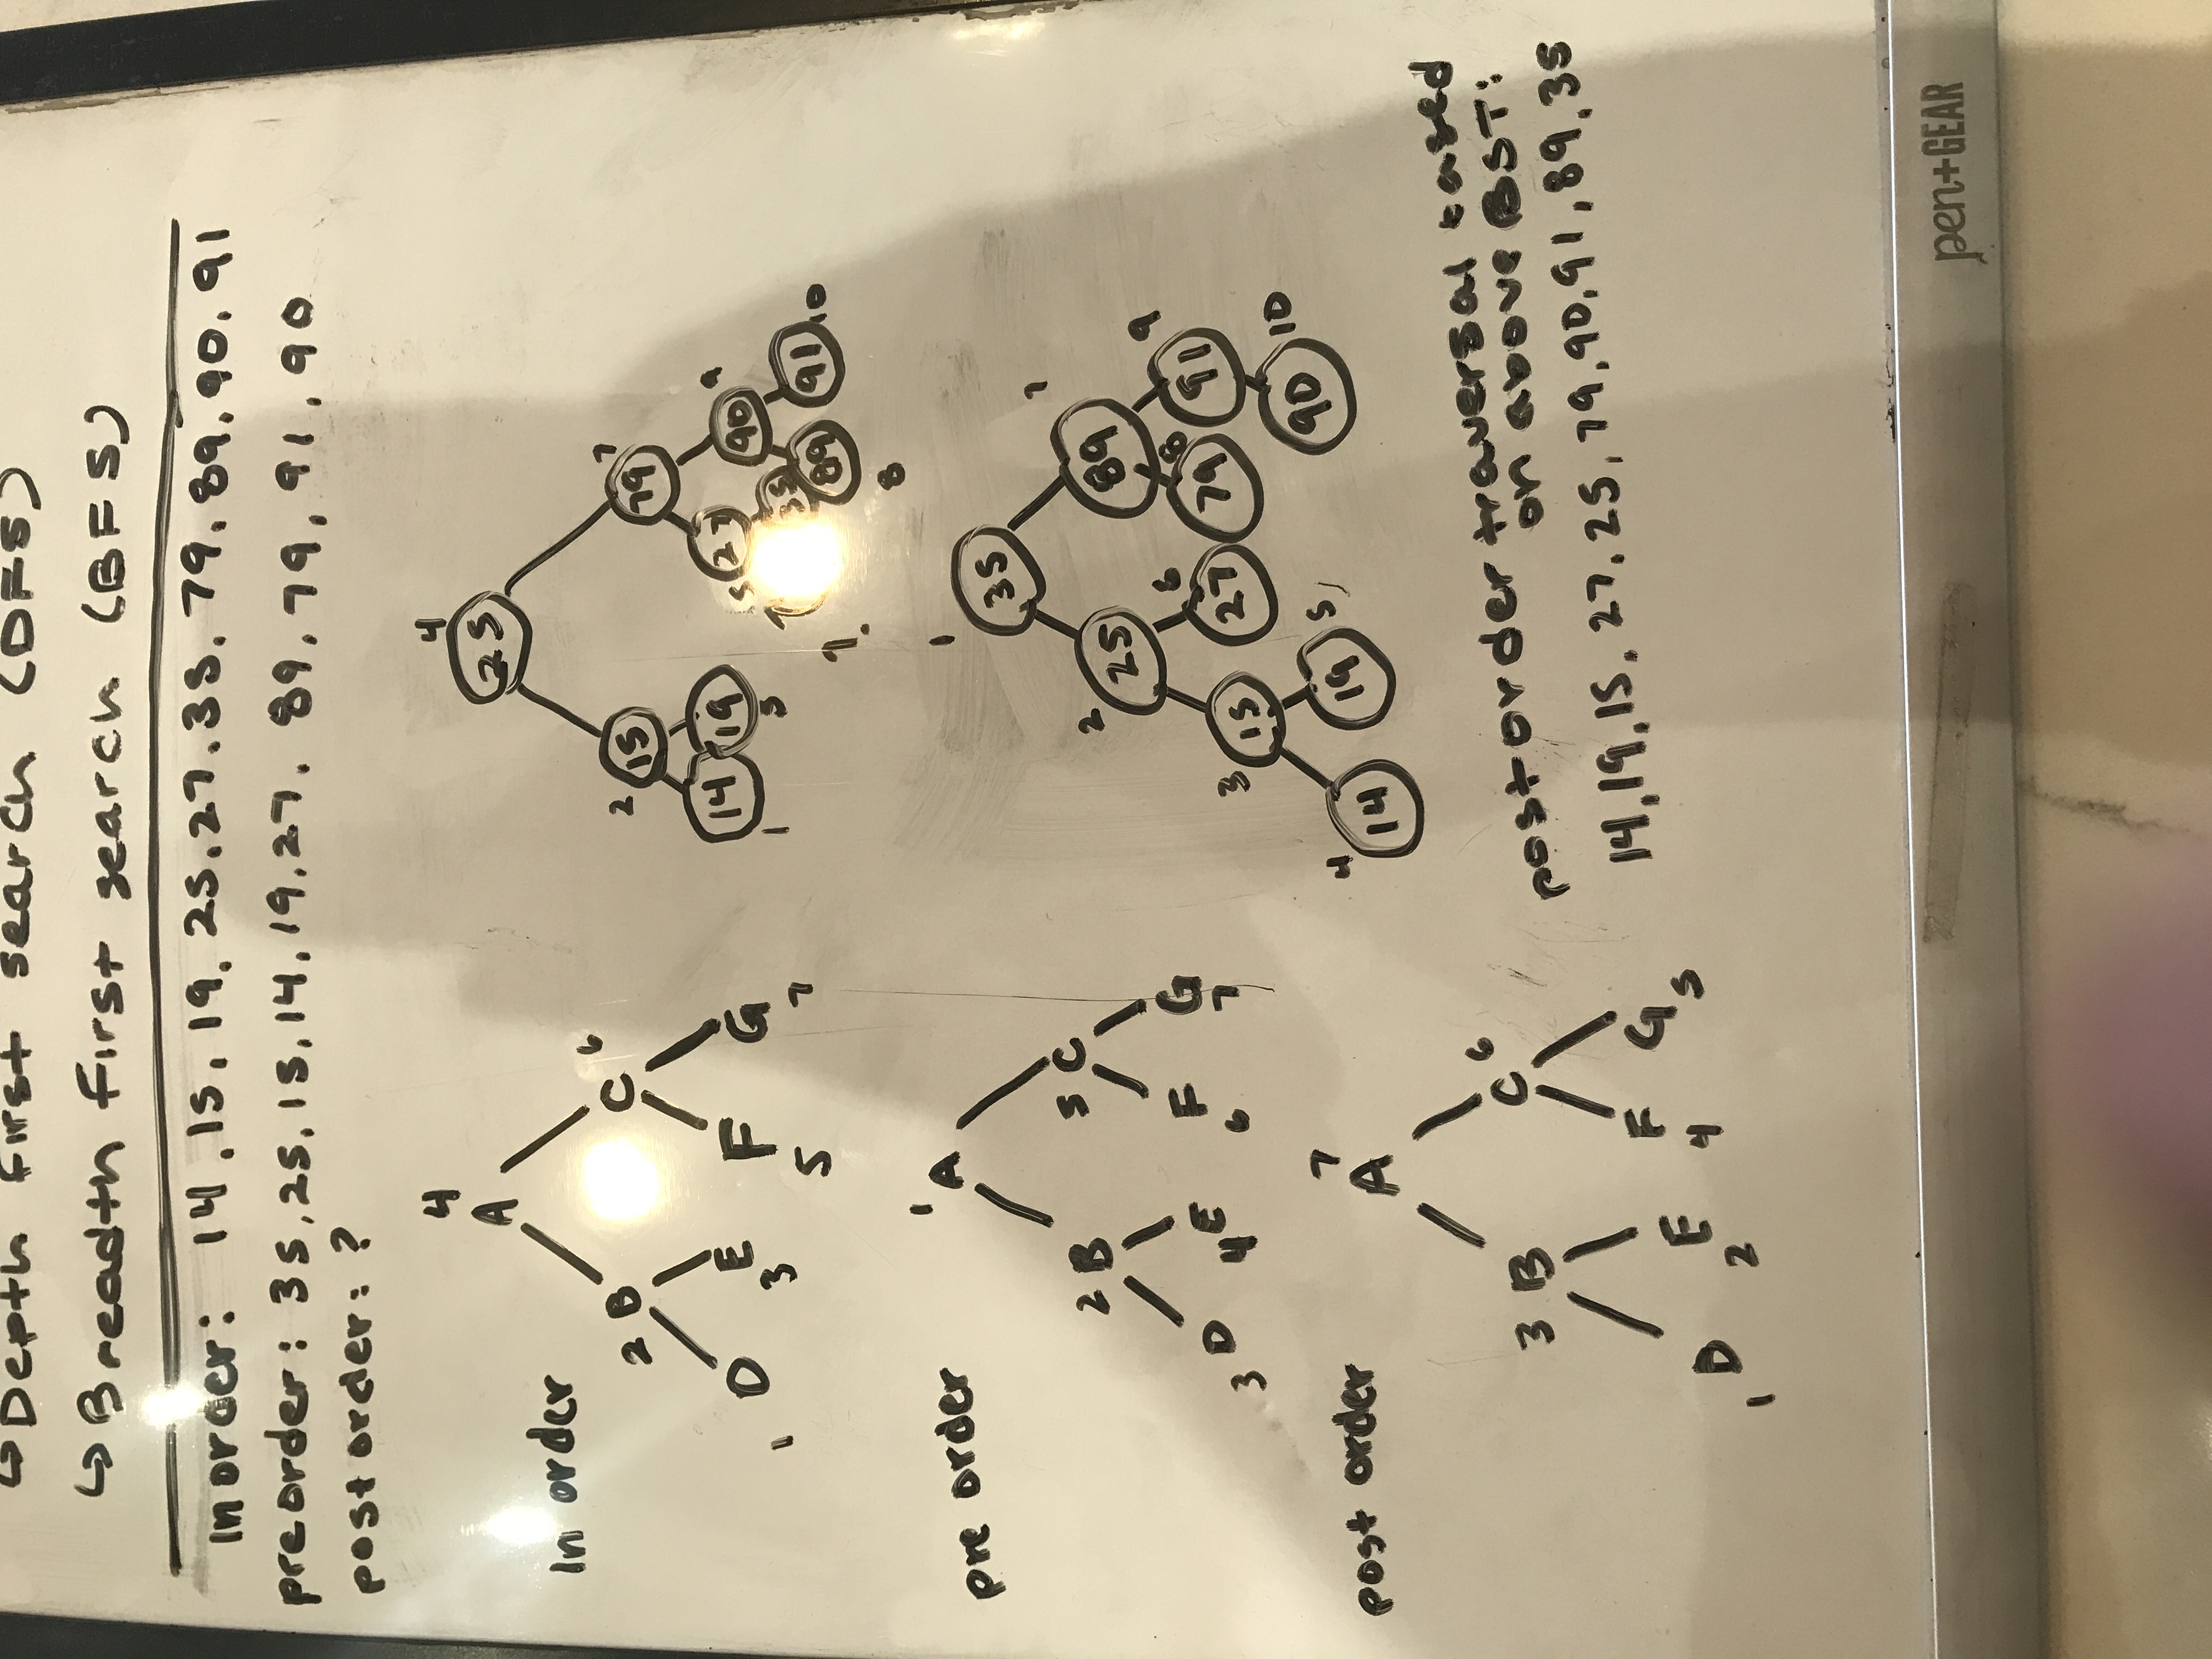 ↳ Depth first search (DFS)
↳ Breadth first search (BFS)
In order: 14, 15, 19, 25, 27, 35, 79, 89, 90, 91
pre order: 35, 25, 15, 14, 19, 27, 89, 79, 91, 90
post order: ?
In order
4
A
2 B
C 6
D
E
F
G
1
3
5
7
4
25
2
15
7
79
14
19
27
90
9
1
3
5
35
89
91
10
?
8
pre order
1
A
2 B
5 C
3 D
4 E
F
G
6
7
1
35
2
25
7
89
3
15
6
27
79
8
91
9
4
14
19
5
90
10
post order
7
A
3 B
C 6
D
E
F
G
1
2
4
5
post order traversal based
on above BST:
14, 19, 15, 27, 25, 79, 90, 91, 89, 35
pen+GEAR